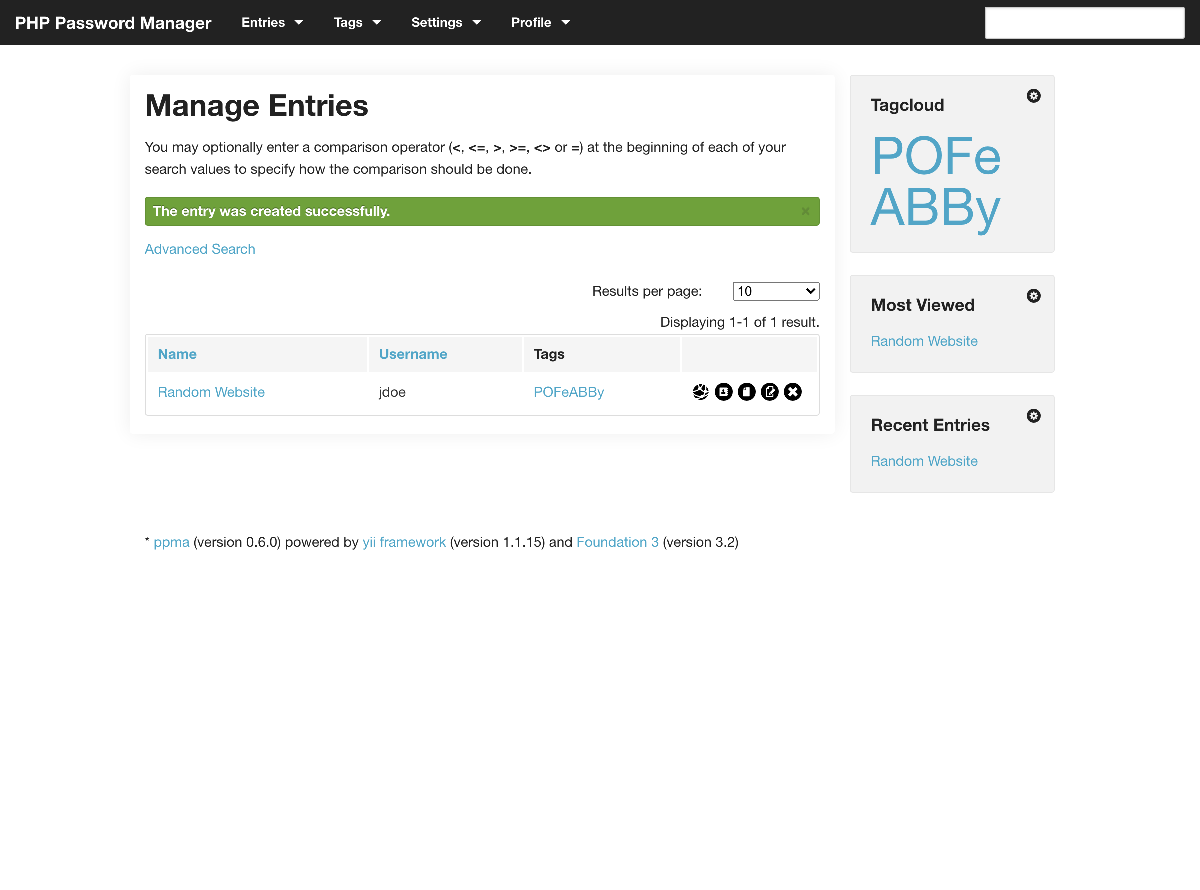 PHP Password Manager Entries Tags Settings Profile
Manage Entries
You may optionally enter a comparison operator (<, <=, >, >=, <> or =) at the beginning of each of your
search values to specify how the comparison should be done.
The entry was created successfully. ×
Advanced Search
Results per page: 10
Displaying 1-1 of 1 result.
Name Username Tags
Random Website jdoe POFeABBy
Tagcloud
POFe
ABBy
Most Viewed
Random Website
Recent Entries
Random Website
* ppma (version 0.6.0) powered by yii framework (version 1.1.15) and Foundation 3 (version 3.2)